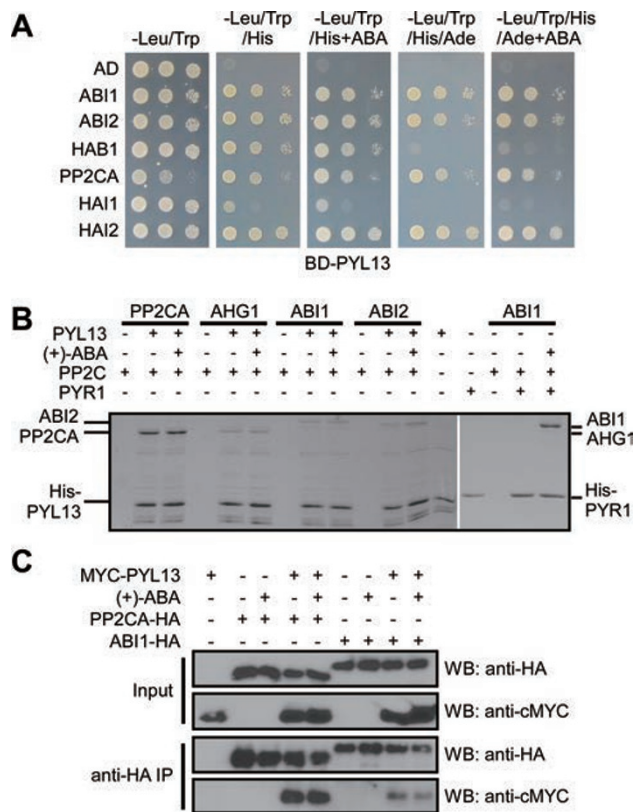 A
-Leu/Trp
-Leu/Trp
/His
-Leu/Trp
/His+ABA
-Leu/Trp
/His/Ade
-Leu/Trp/His
/Ade+ABA
AD
ABI1
ABI2
HAB1
PP2CA
HAI1
HAI2
BD-PYL13
B
PP2CA AHG1 ABI1 ABI2 ABI1
PYL13 - + + - + + - + + - + + + - - - -
(+)-ABA - - + - - + - - + - - + - - - - +
PP2C + + + + + + + + + + + + - - + + +
PYR1 - - - - - - - - - - - - - + - + +
ABI2
PP2CA
His-
PYL13
ABI1
AHG1
His-
PYR1
C
MYC-PYL13 + - - + + - - + +
(+)-ABA - - + - + - + - +
PP2CA-HA - + + + + - - - -
ABI1-HA - - - - - + + + +
Input
WB: anti-HA
WB: anti-cMYC
anti-HA IP
WB: anti-HA
WB: anti-cMYC